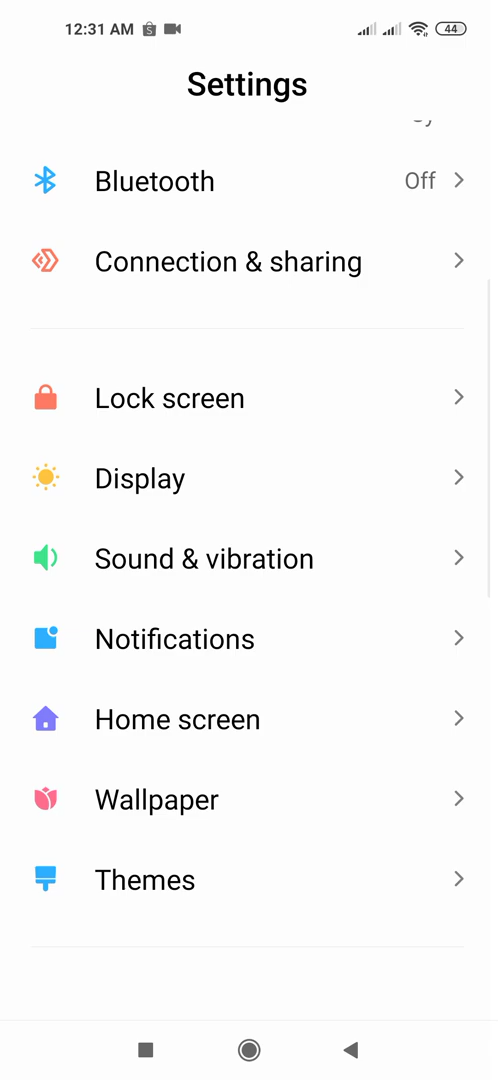 12:31 AM
44
Settings
Bluetooth Off
Connection & sharing
Lock screen
Display
Sound & vibration
Notifications
Home screen
Wallpaper
Themes